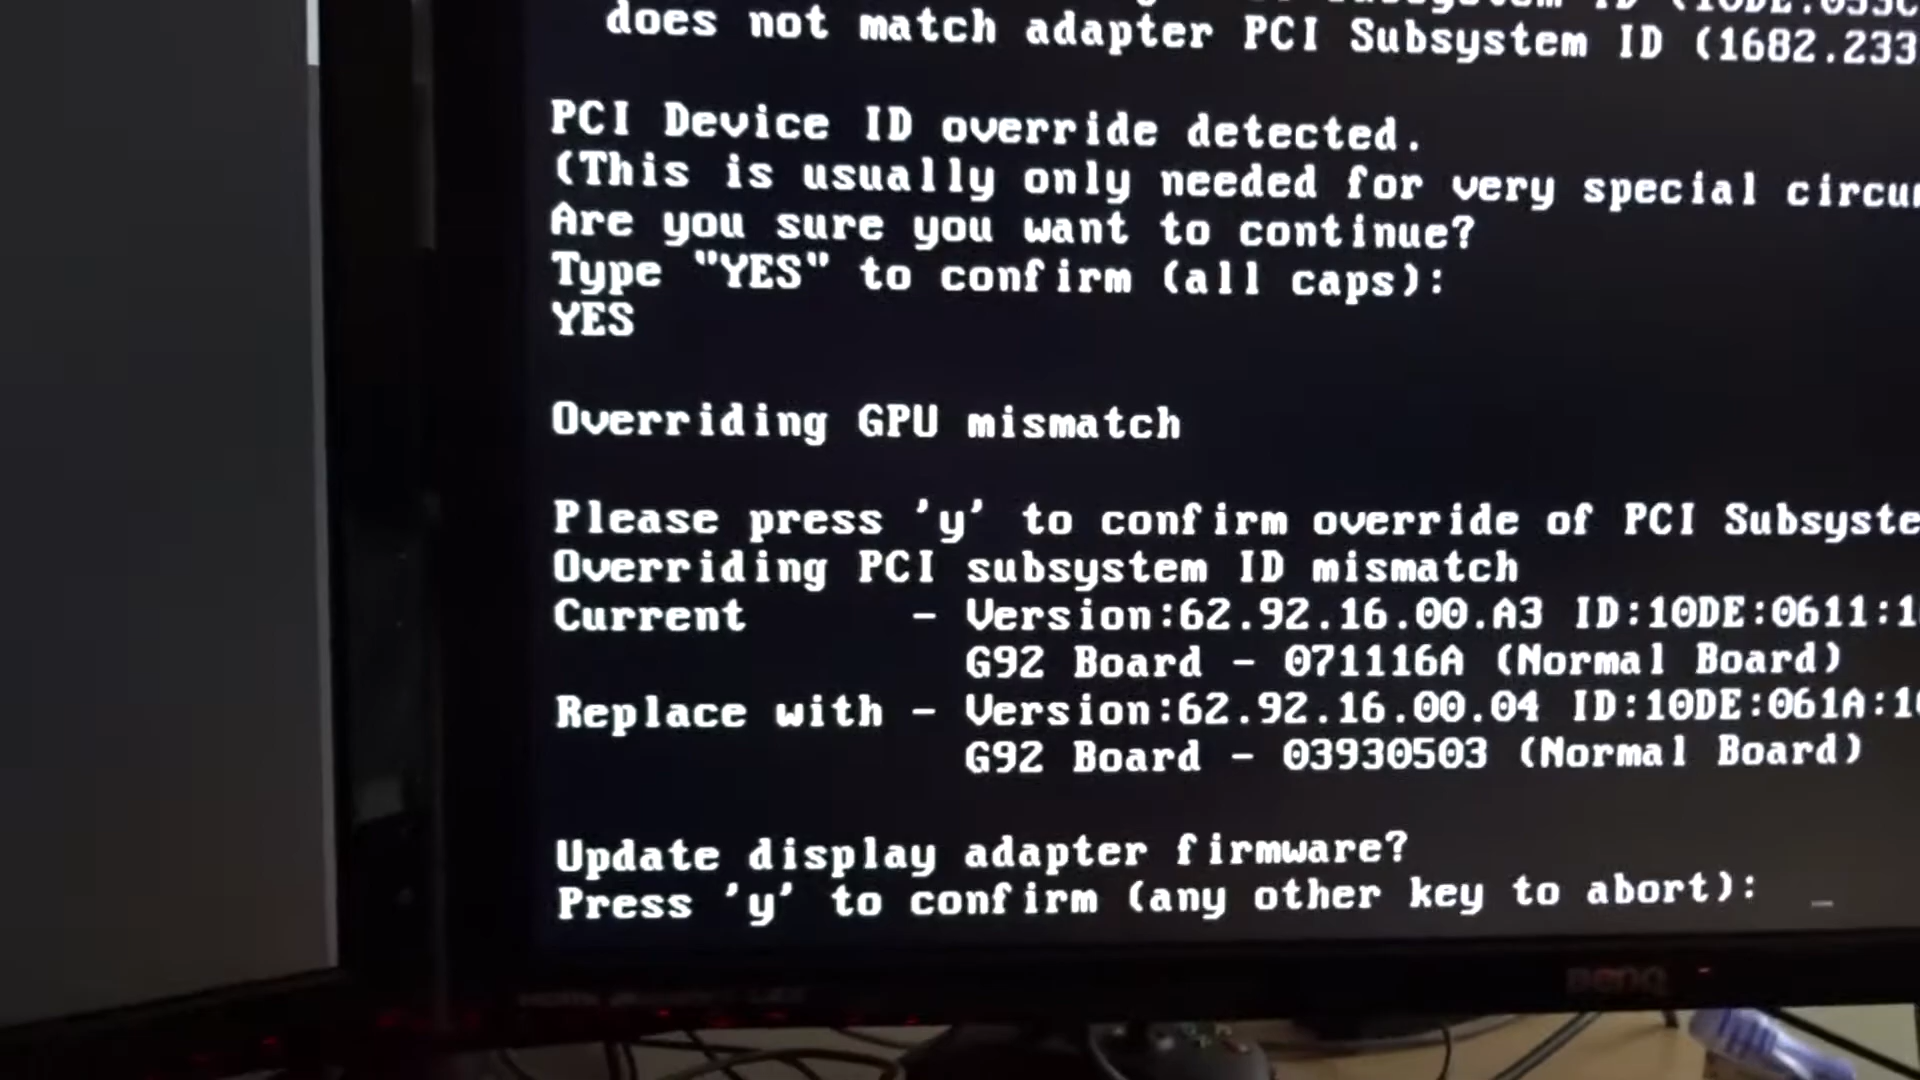 does not match adapter PCI Subsystem ID (1682.233
PCI Device ID override detected.
(This is usually only needed for very special
Are you sure you want to continue?
Type "YES" to confirm (all caps):
YES
Overriding GPU mismatch
Please press 'y' to confirm override of PCI
Overriding PCI subsystem ID mismatch
Current - Version:62.92.16.00.A3 ID:10DE:0611:1
G92 Board - 071116A (Normal Board)
Replace with - Version:62.92.16.00.04 ID:10DE:061A:10
G92 Board - 03930503 (Normal Board)
Update display adapter firmware?
Press 'y' to confirm (any other key to abort): _
BenQ